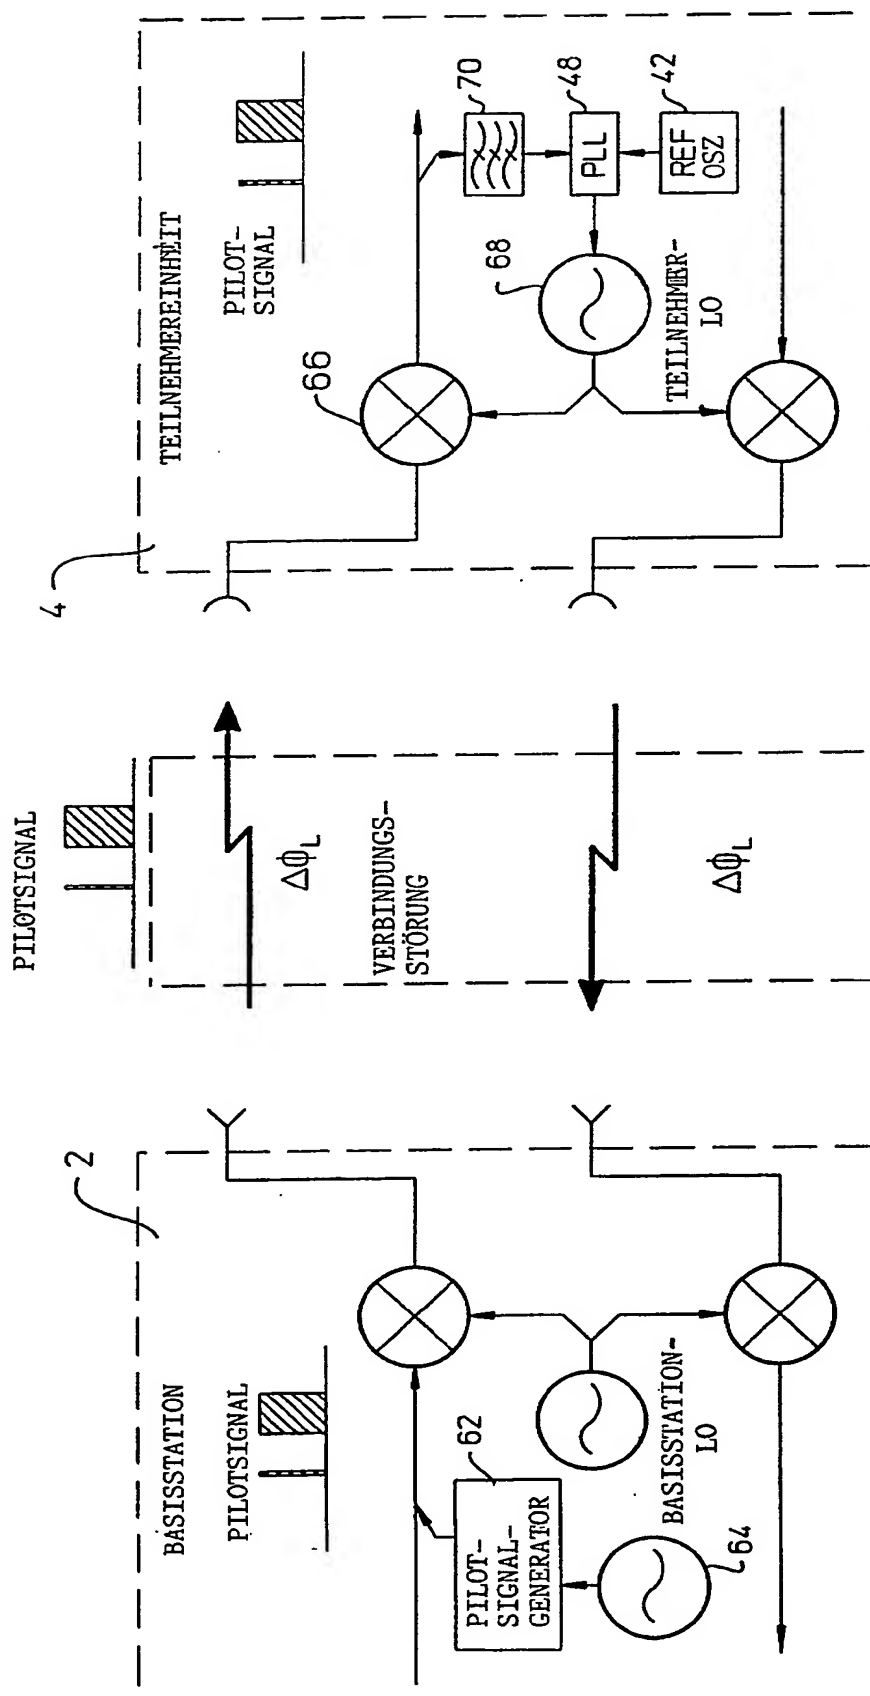 2
BASISSTATION
PILOTSIGNAL
PILOT-
SIGNAL-
GENERATOR
62
64
BASISSTATION-
LO
PILOTSIGNAL
ΔΦL
VERBINDUNGS-
STÖRUNG
ΔΦL
4
TEILNEHMEREINHEIT
PILOT-
SIGNAL
66
68
TEILNEHMER-
LO
70
PLL
48
REF
OSZ
42